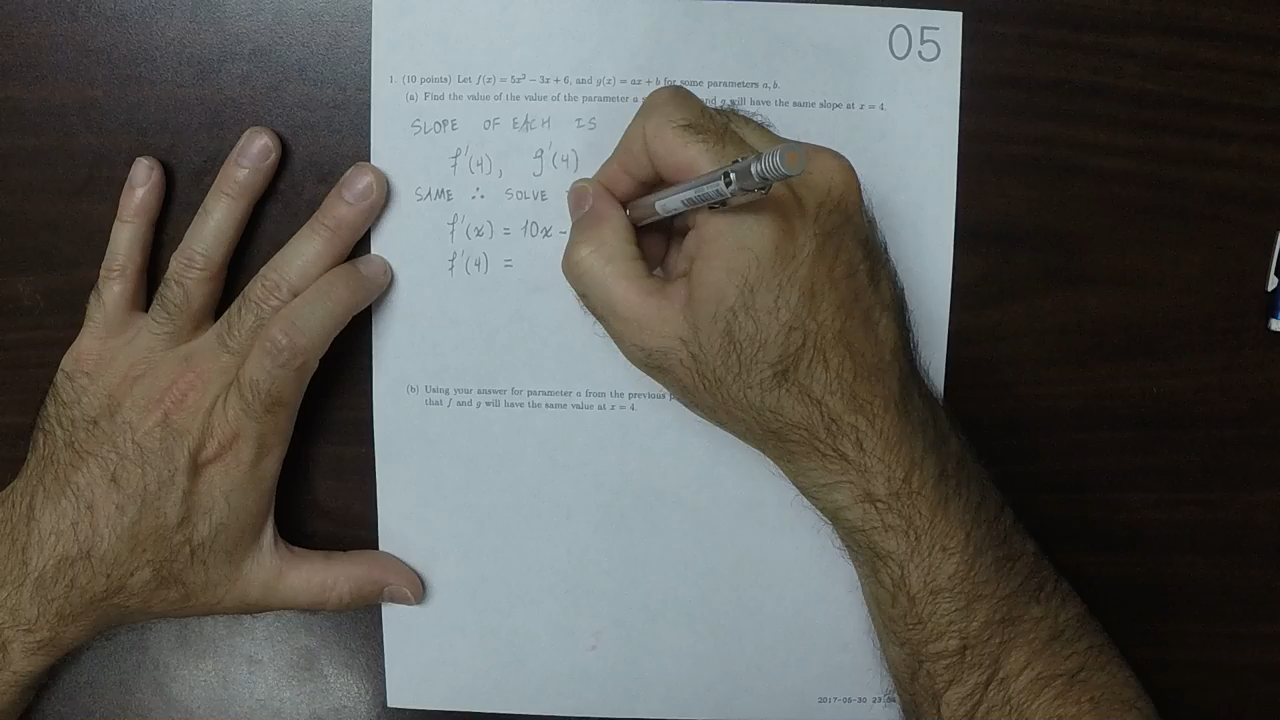 05
1. (10 points) Let f(x) = 5x² − 3x + 6, and g(x) = ax + b for some parameters a, b.
(a) Find the value of the value of the parameter a and g will have the same slope at x = 4.
SLOPE OF EACH IS
f'(4), g'(4)
SAME ∴ SOLVE
f'(x) = 10x -
f'(4) =
(b) Using your answer for parameter a from the previous
that f and g will have the same value at x = 4.
2017-05-30